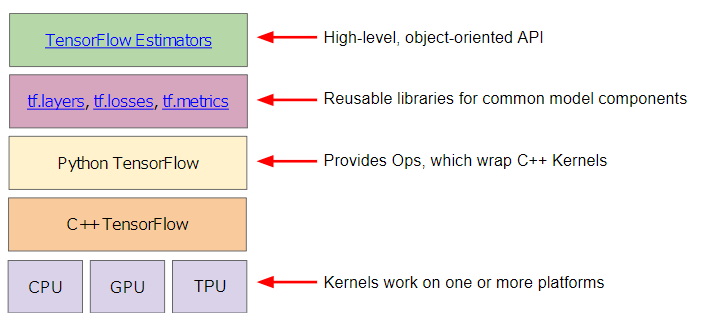 TensorFlow Estimators
High-level, object-oriented API
tf.layers, tf.losses, tf.metrics
Reusable libraries for common model components
Python TensorFlow
Provides Ops, which wrap C++ Kernels
C++ TensorFlow
CPU
GPU
TPU
Kernels work on one or more platforms